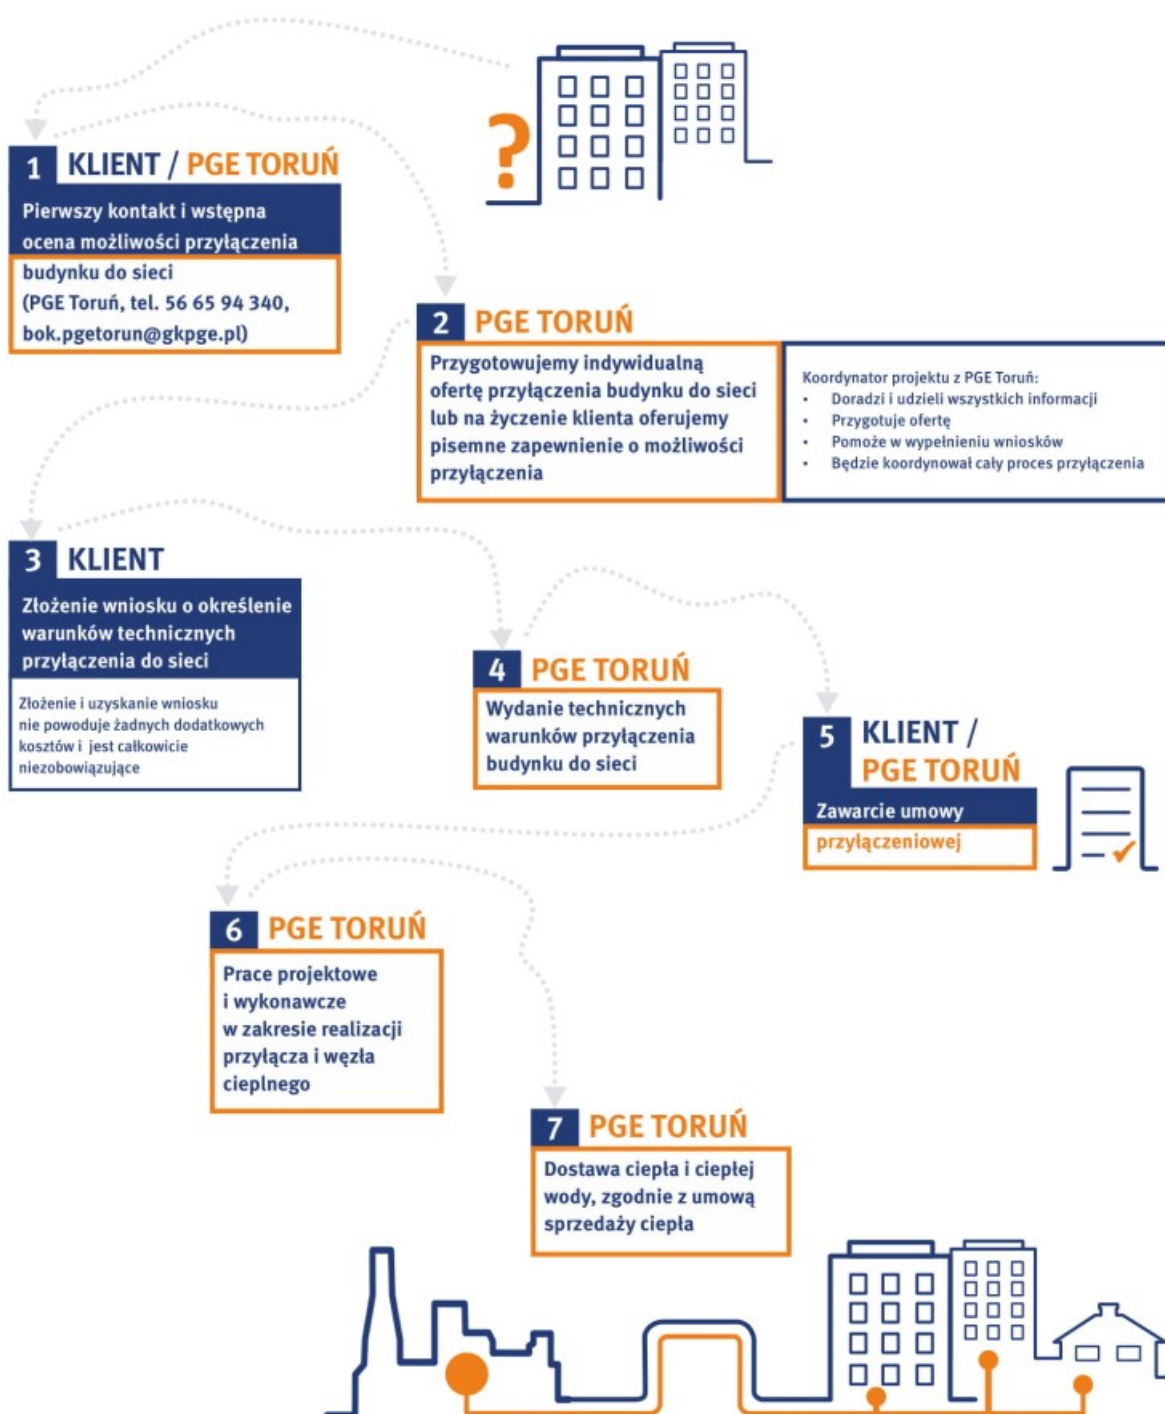 ?
1 KLIENT / PGE TORUŃ
Pierwszy kontakt i wstępna
ocena możliwości przyłączenia
budynku do sieci
(PGE Toruń, tel. 56 65 94 340,
bok.pgetorun@gkpge.pl)
2 PGE TORUŃ
Przygotowujemy indywidualną
ofertę przyłączenia budynku do sieci
lub na życzenie klienta oferujemy
pisemne zapewnienie o możliwości
przyłączenia
Koordynator projektu z PGE Toruń:
• Doradzi i udzieli wszystkich informacji
• Przygotuje ofertę
• Pomoże w wypełnieniu wniosków
• Będzie koordynował cały proces przyłączenia
3 KLIENT
Złożenie wniosku o określenie
warunków technicznych
przyłączenia do sieci
Złożenie i uzyskanie wniosku
nie powoduje żadnych dodatkowych
kosztów i jest całkowicie
niezobowiązujące
4 PGE TORUŃ
Wydanie technicznych
warunków przyłączenia
budynku do sieci
5 KLIENT /
PGE TORUŃ
Zawarcie umowy
przyłączeniowej
6 PGE TORUŃ
Prace projektowe
i wykonawcze
w zakresie realizacji
przyłącza i węzła
cieplnego
7 PGE TORUŃ
Dostawa ciepła i ciepłej
wody, zgodnie z umową
sprzedaży ciepła